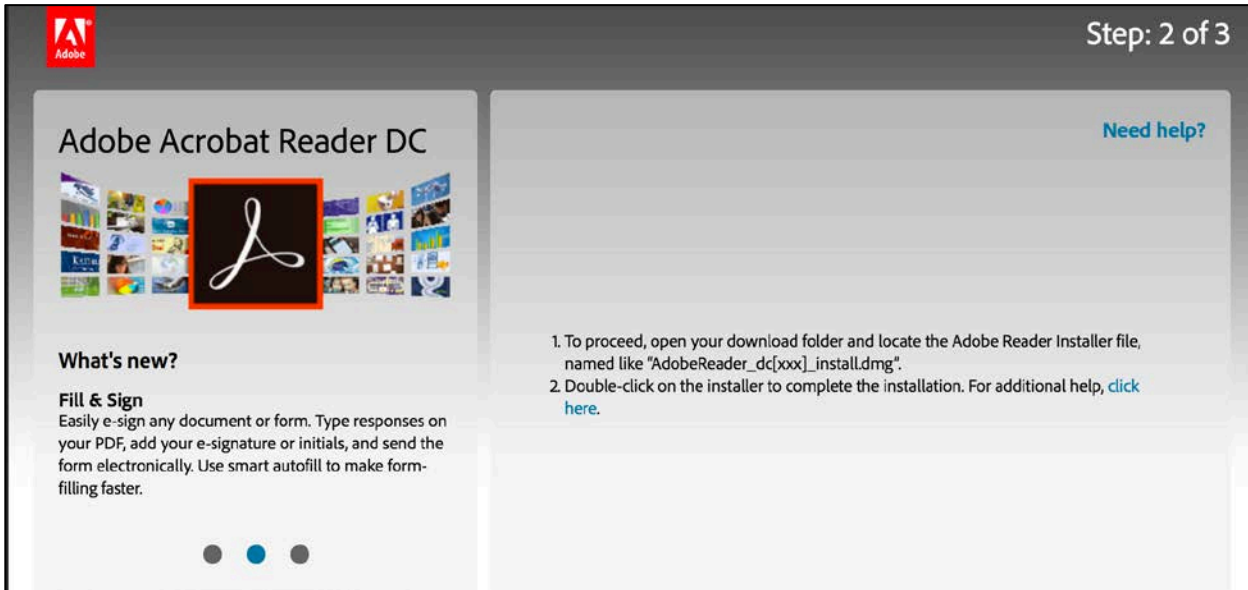 Adobe
Step: 2 of 3
Adobe Acrobat Reader DC
What's new?
Fill & Sign
Easily e-sign any document or form. Type responses on
your PDF, add your e-signature or initials, and send the
form electronically. Use smart autofill to make form-
filling faster.
Need help?
1. To proceed, open your download folder and locate the Adobe Reader Installer file,
named like "AdobeReader_dc[xxx]_install.dmg".
2. Double-click on the installer to complete the installation. For additional help, click
here.